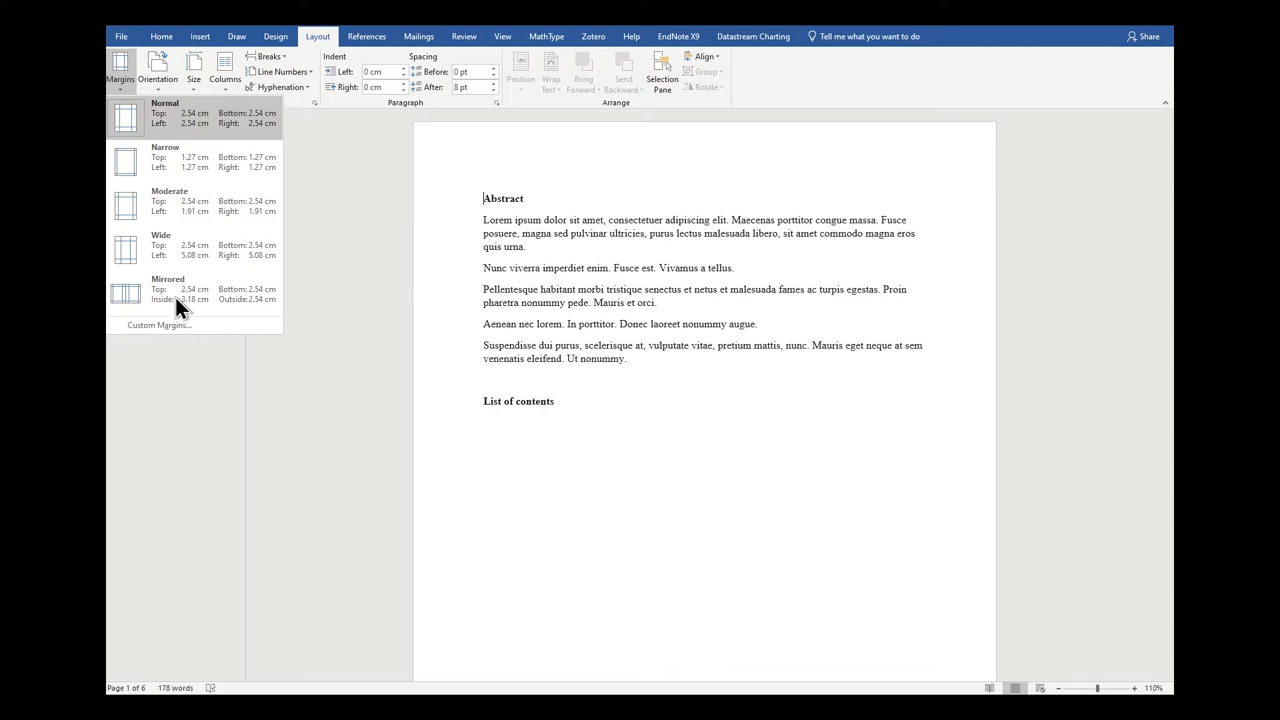 File Home Insert Draw Design Layout References Mailings Review View MathType Zotero Help EndNote X9 Datastream Charting Tell me what you want to do Share
Margins Orientation Size Columns Breaks Line Numbers Hyphenation
Indent Spacing
Left: 0 cm Before: 0 pt
Right: 0 cm After: 8 pt
Position Wrap Text Bring Forward Send Backward Selection Pane Align Group Rotate
Paragraph Arrange
Normal
Top: 2.54 cm Bottom: 2.54 cm
Left: 2.54 cm Right: 2.54 cm
Narrow
Top: 1.27 cm Bottom: 1.27 cm
Left: 1.27 cm Right: 1.27 cm
Moderate
Top: 2.54 cm Bottom: 2.54 cm
Left: 1.91 cm Right: 1.91 cm
Wide
Top: 2.54 cm Bottom: 2.54 cm
Left: 5.08 cm Right: 5.08 cm
Mirrored
Top: 2.54 cm Bottom: 2.54 cm
Inside: 3.18 cm Outside: 2.54 cm
Custom Margins...
Abstract
Lorem ipsum dolor sit amet, consectetuer adipiscing elit. Maecenas porttitor congue massa. Fusce
posuere, magna sed pulvinar ultricies, purus lectus malesuada libero, sit amet commodo magna eros
quis urna.
Nunc viverra imperdiet enim. Fusce est. Vivamus a tellus.
Pellentesque habitant morbi tristique senectus et netus et malesuada fames ac turpis egestas. Proin
pharetra nonummy pede. Mauris et orci.
Aenean nec lorem. In porttitor. Donec laoreet nonummy augue.
Suspendisse dui purus, scelerisque at, vulputate vitae, pretium mattis, nunc. Mauris eget neque at sem
venenatis eleifend. Ut nonummy.
List of contents
Page 1 of 6 178 words 110%